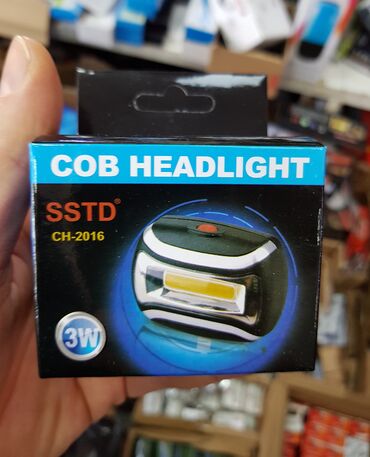 COB HEADLIGHT
SSTD®
CH-2016
3W